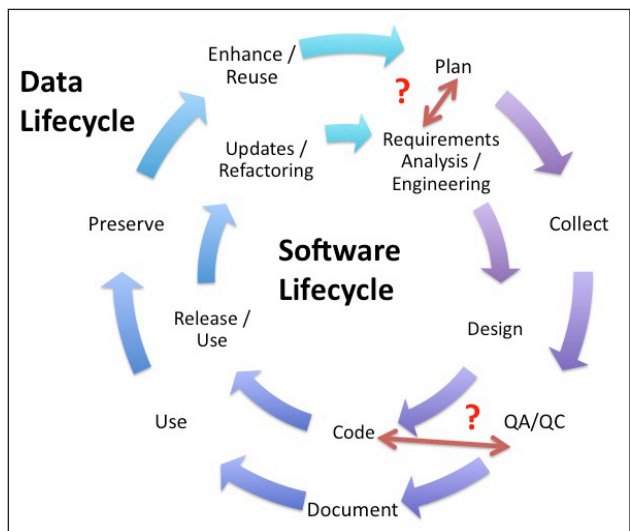 Data
Lifecycle
Enhance /
Reuse
Plan
?
Updates /
Refactoring
Requirements
Analysis /
Engineering
Preserve
Collect
Software
Lifecycle
Release /
Use
Design
Use
Code
?
QA/QC
Document